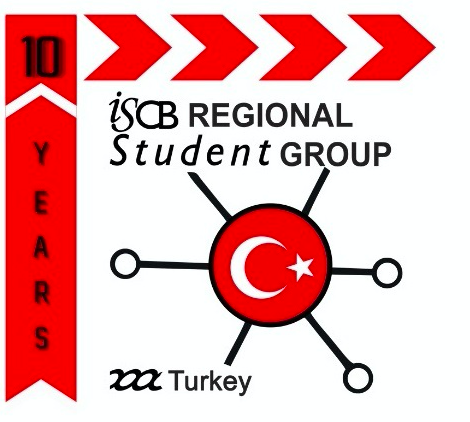 10
YEARS
iSCB REGIONAL
Student GROUP
Turkey